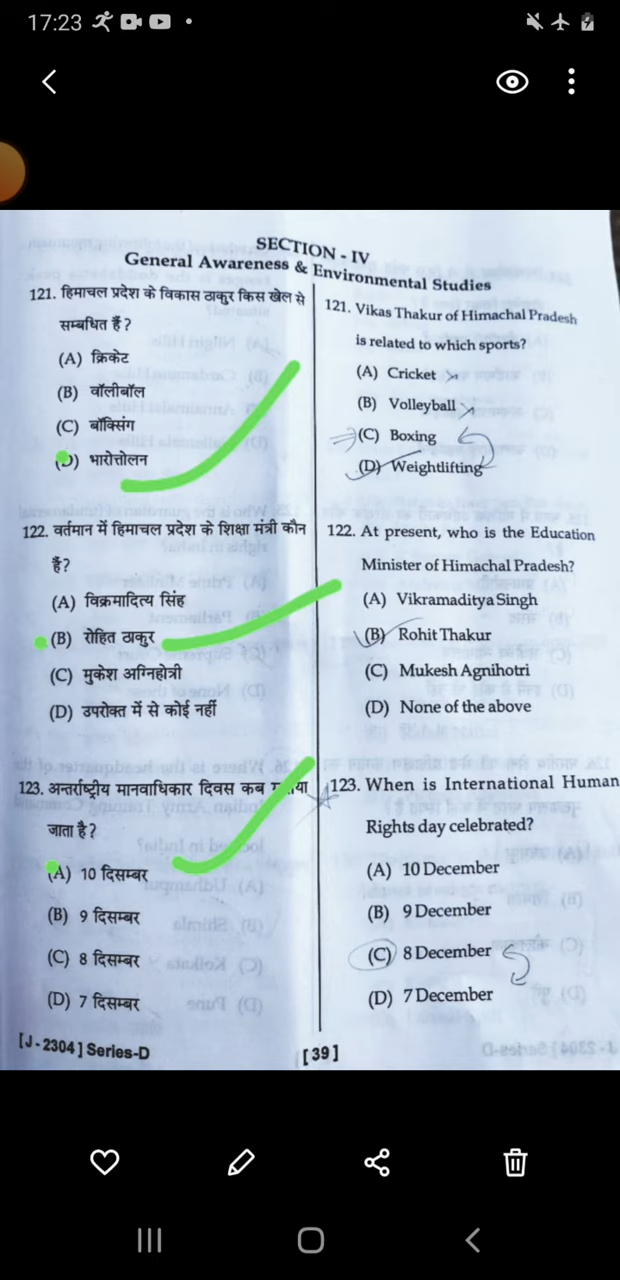 17:23
SECTION - IV
General Awareness & Environmental Studies
121. हिमाचल प्रदेश के विकास ठाकुर किस खेल से
सम्बधित हैं?
(A) क्रिकेट
(B) वॉलीबॉल
(C) बॉक्सिंग
(D) भारोत्तोलन
122. वर्तमान में हिमाचल प्रदेश के शिक्षा मंत्री कौन
हैं?
(A) विक्रमादित्य सिंह
(B) रोहित ठाकुर
(C) मुकेश अग्निहोत्री
(D) उपरोक्त में से कोई नहीं
123. अन्तर्राष्ट्रीय मानवाधिकार दिवस कब
जाता है?
(A) 10 दिसम्बर
(B) 9 दिसम्बर
(C) 8 दिसम्बर
(D) 7 दिसम्बर
121. Vikas Thakur of Himachal Pradesh
is related to which sports?
(A) Cricket
(B) Volleyball
(C) Boxing
(D) Weightlifting
122. At present, who is the Education
Minister of Himachal Pradesh?
(A) Vikramaditya Singh
(B) Rohit Thakur
(C) Mukesh Agnihotri
(D) None of the above
123. When is International Human
Rights day celebrated?
(A) 10 December
(B) 9 December
(C) 8 December
(D) 7 December
[J-2304] Series-D
[39]